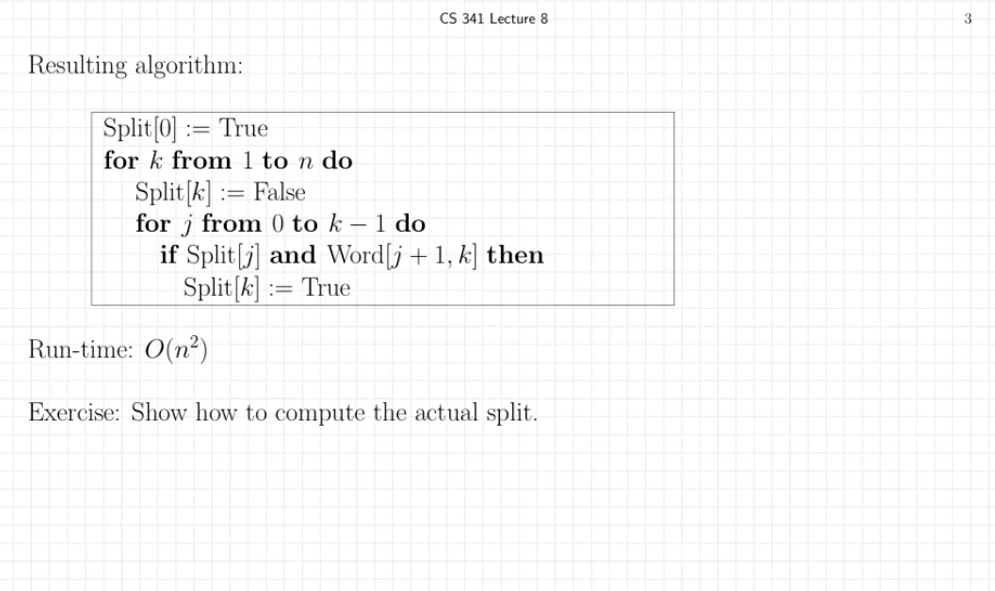 CS 341 Lecture 8
3
Resulting algorithm:
Split[0] := True
for k from 1 to n do
Split[k] := False
for j from 0 to k − 1 do
if Split[j] and Word[j + 1, k] then
Split[k] := True
Run-time: O(n²)
Exercise: Show how to compute the actual split.